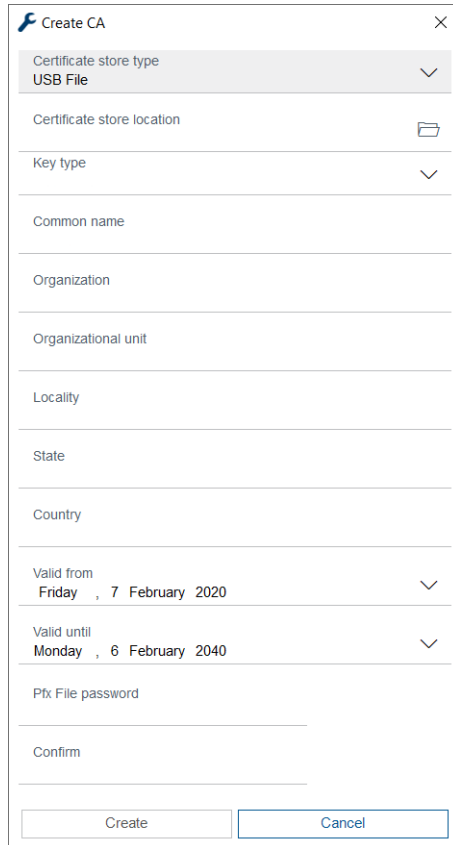 Create CA
Certificate store type
USB File
Certificate store location
Key type
Common name
Organization
Organizational unit
Locality
State
Country
Valid from
Friday , 7 February 2020
Valid until
Monday , 6 February 2040
Pfx File password
Confirm
Create Cancel